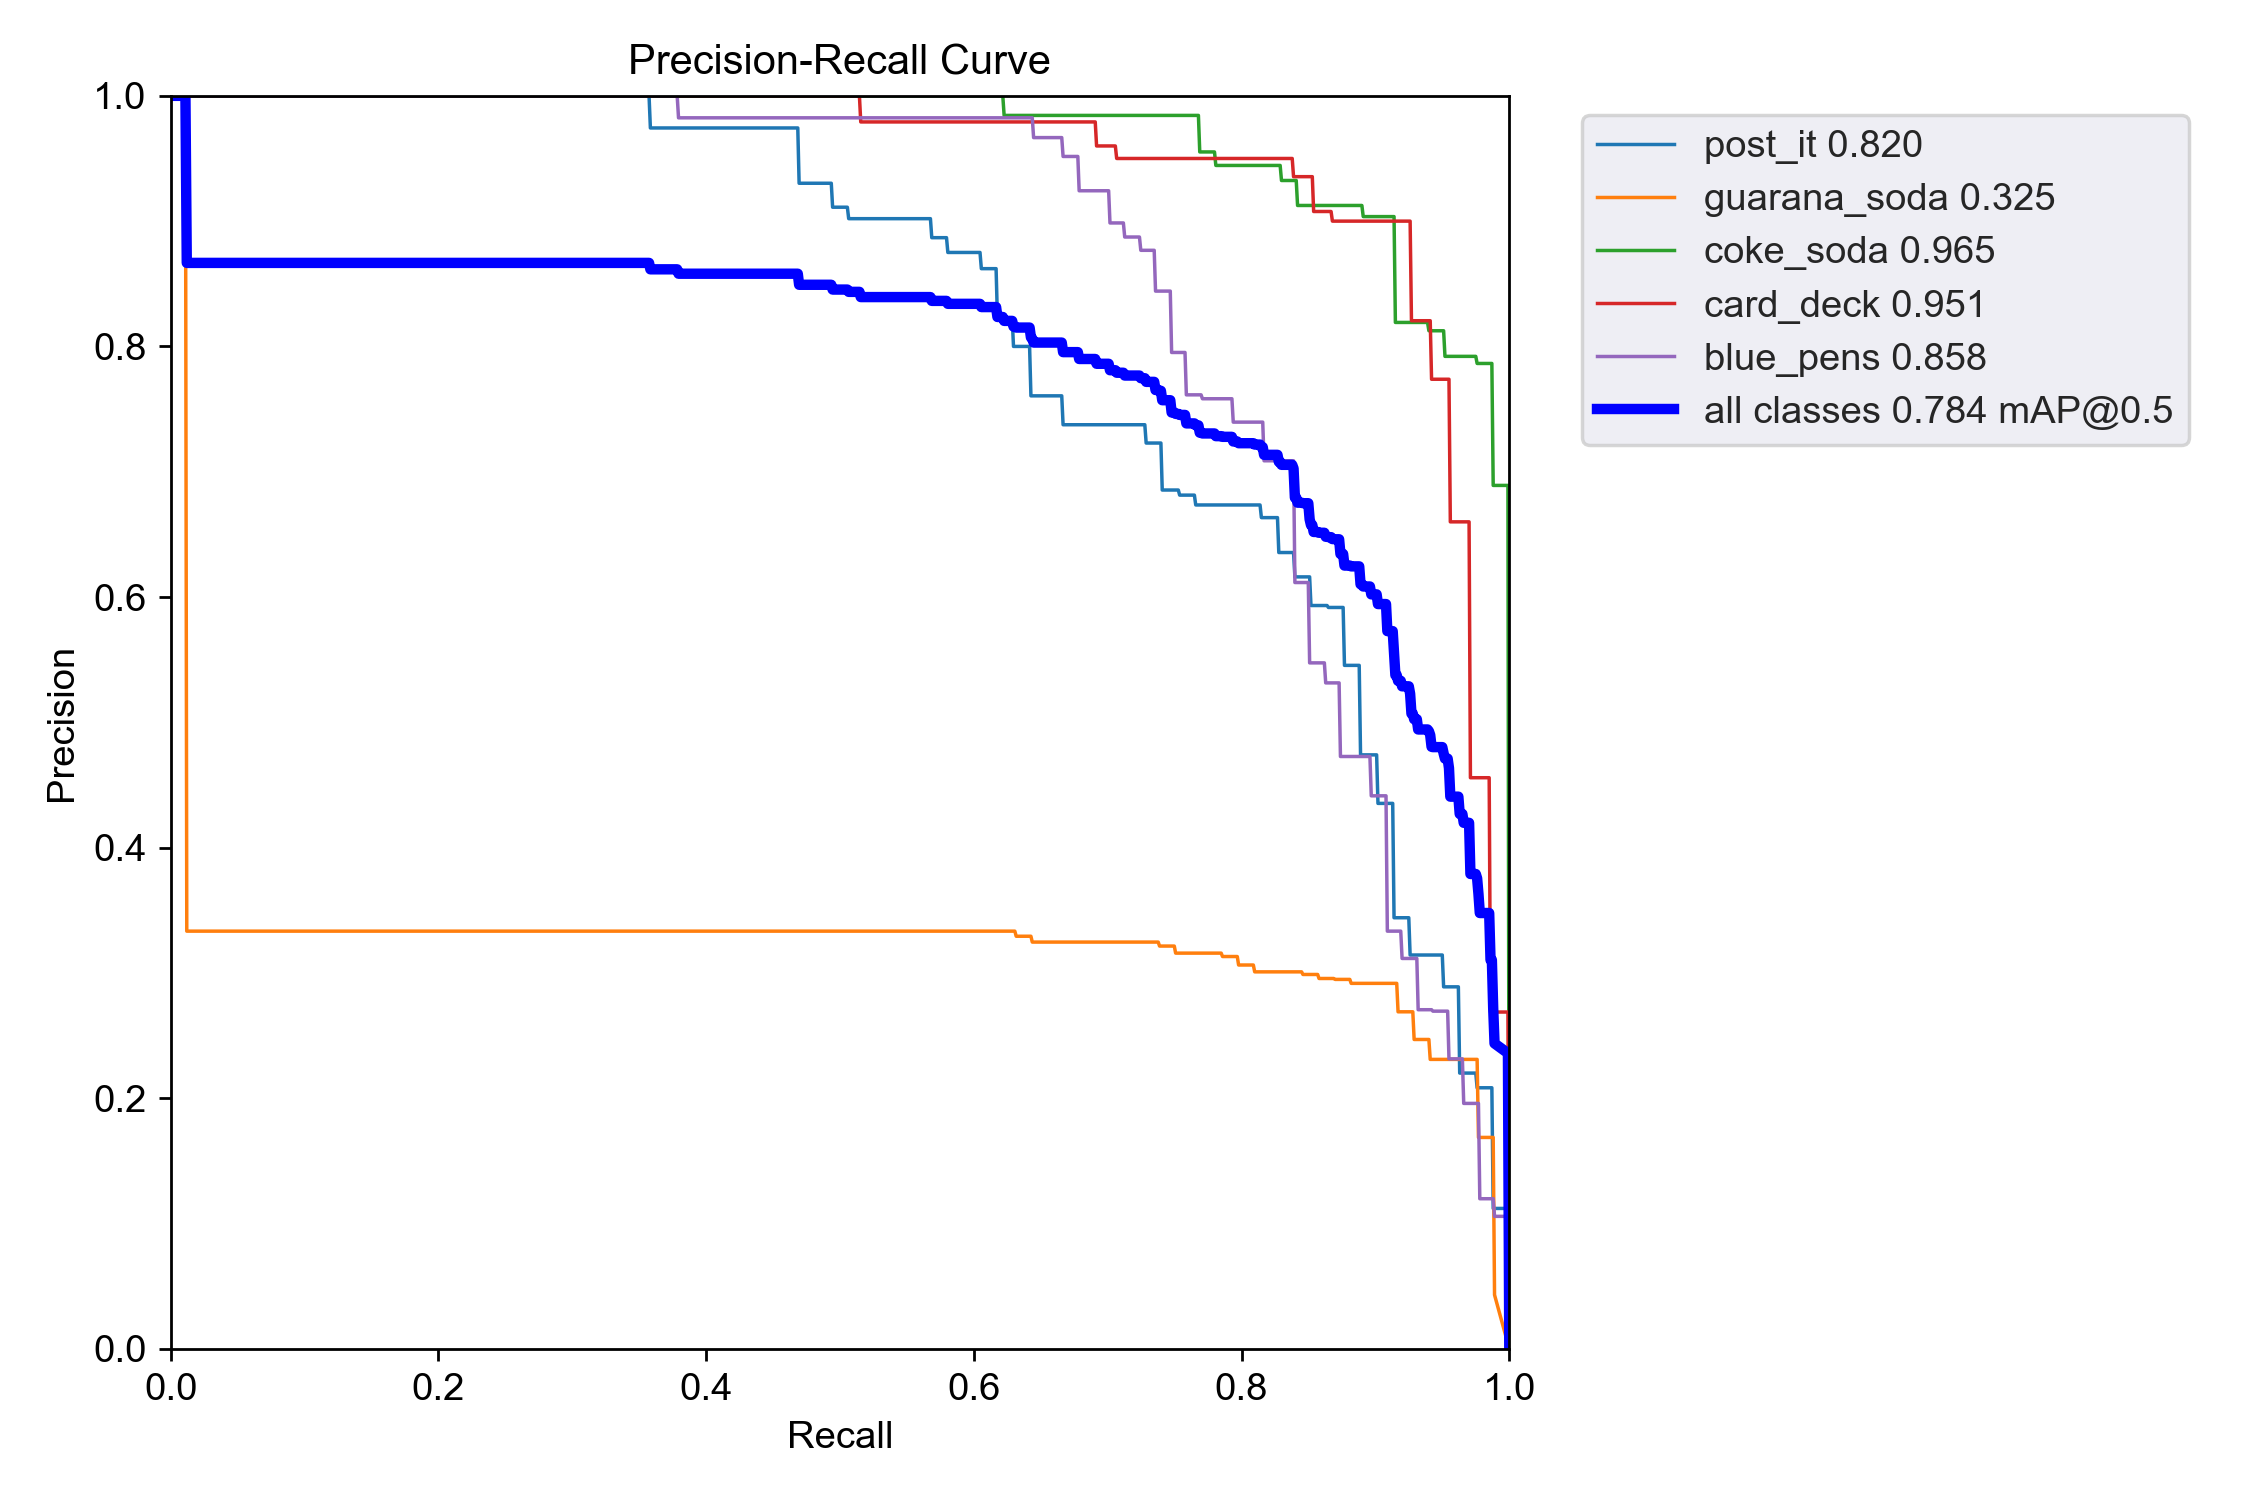 Precision-Recall Curve
1.0
0.8
0.6
0.4
0.2
0.0
Precision
0.0 0.2 0.4 0.6 0.8 1.0
Recall
post_it 0.820
guarana_soda 0.325
coke_soda 0.965
card_deck 0.951
blue_pens 0.858
all classes 0.784 mAP@0.5